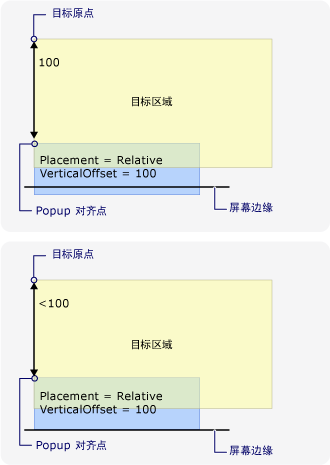 目标原点
100
目标区域
Placement = Relative
VerticalOffset = 100
Popup 对齐点
屏幕边缘
目标原点
<100
目标区域
Placement = Relative
VerticalOffset = 100
Popup 对齐点
屏幕边缘